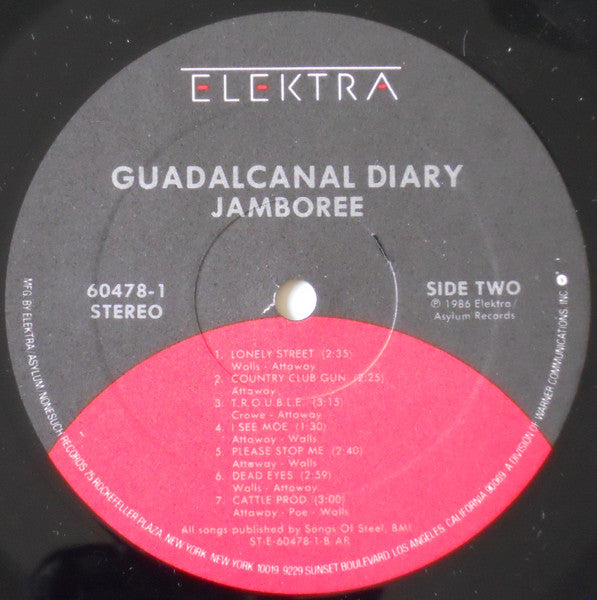 ELEKTRA
GUADALCANAL DIARY
JAMBOREE
60478-1
STEREO
SIDE TWO
℗ 1986 Elektra/
Asylum Records
1. LONELY STREET (2:35)
Walls - Attaway
2. COUNTRY CLUB GUN (2:25)
Attaway
3. T.R.O.U.B.L.E. (3:15)
Crowe - Attaway
4. I SEE MOE (1:30)
Attaway - Walls
5. PLEASE STOP ME (2:40)
Attaway - Walls
6. DEAD EYES (2:59)
Walls - Attaway
7. CATTLE PROD (3:00)
Attaway - Poe - Walls
All songs published by Songs Of Steel, BMI
ST-E-60478-1-B AR
MFG. BY ELEKTRA/ASYLUM/NONESUCH RECORDS 75 ROCKEFELLER PLAZA, NEW YORK, NEW YORK 10019 9229 SUNSET BOULEVARD, LOS ANGELES, CALIFORNIA 90069 A DIVISION OF WARNER COMMUNICATIONS, INC.